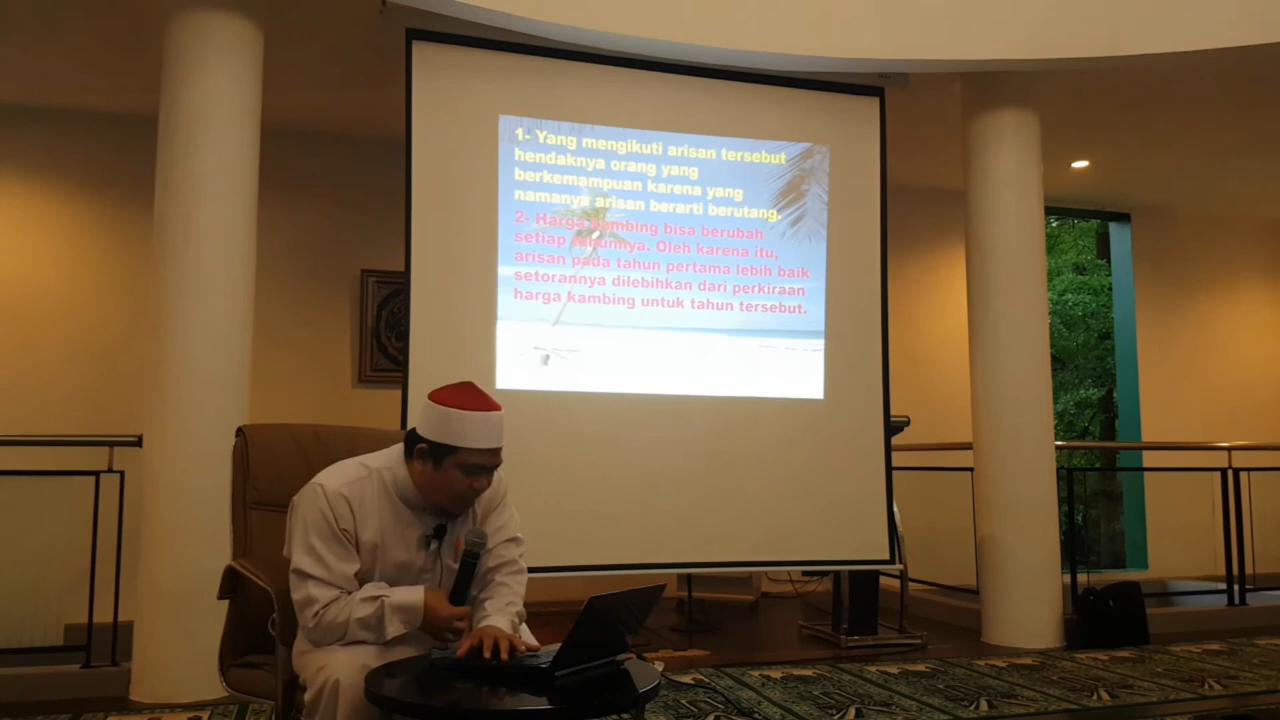 1- Yang mengikuti arisan tersebut
hendaknya orang yang
berkemampuan karena yang
namanya arisan berarti berutang.
2- Harga kambing bisa berubah
setiap tahunnya. Oleh karena itu,
arisan pada tahun pertama lebih baik
setorannya dilebihkan dari perkiraan
harga kambing untuk tahun tersebut.